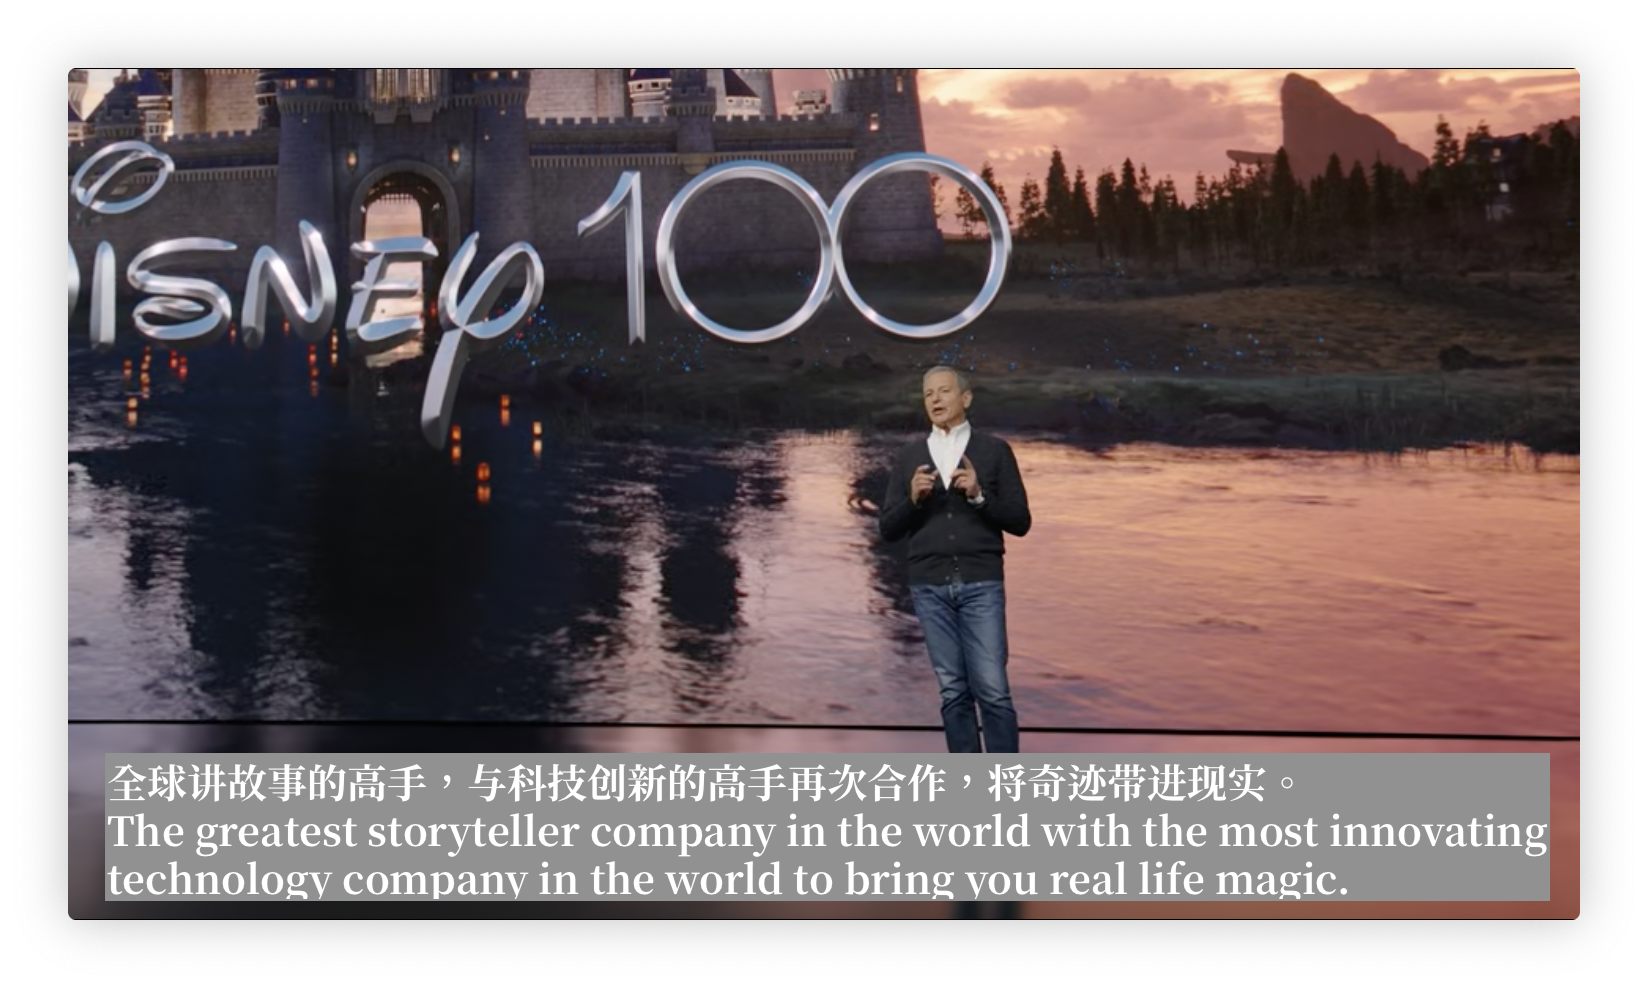 DISNEY 100
全球讲故事的高手，与科技创新的高手再次合作，将奇迹带进现实。
The greatest storyteller company in the world with the most innovating
technology company in the world to bring you real life magic.